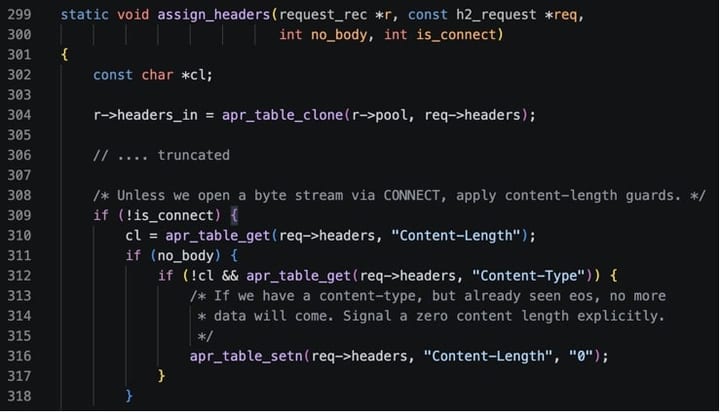 299 static void assign_headers(request_rec *r, const h2_request *req,
300 int no_body, int is_connect)
301 {
302 const char *cl;
303
304 r->headers_in = apr_table_clone(r->pool, req->headers);
305
306 // .... truncated
307
308 /* Unless we open a byte stream via CONNECT, apply content-length guards. */
309 if (!is_connect) {
310 cl = apr_table_get(req->headers, "Content-Length");
311 if (no_body) {
312 if (!cl && apr_table_get(req->headers, "Content-Type")) {
313 /* If we have a content-type, but already seen eos, no more
314 * data will come. Signal a zero content length explicitly.
315 */
316 apr_table_setn(req->headers, "Content-Length", "0");
317 }
318 }